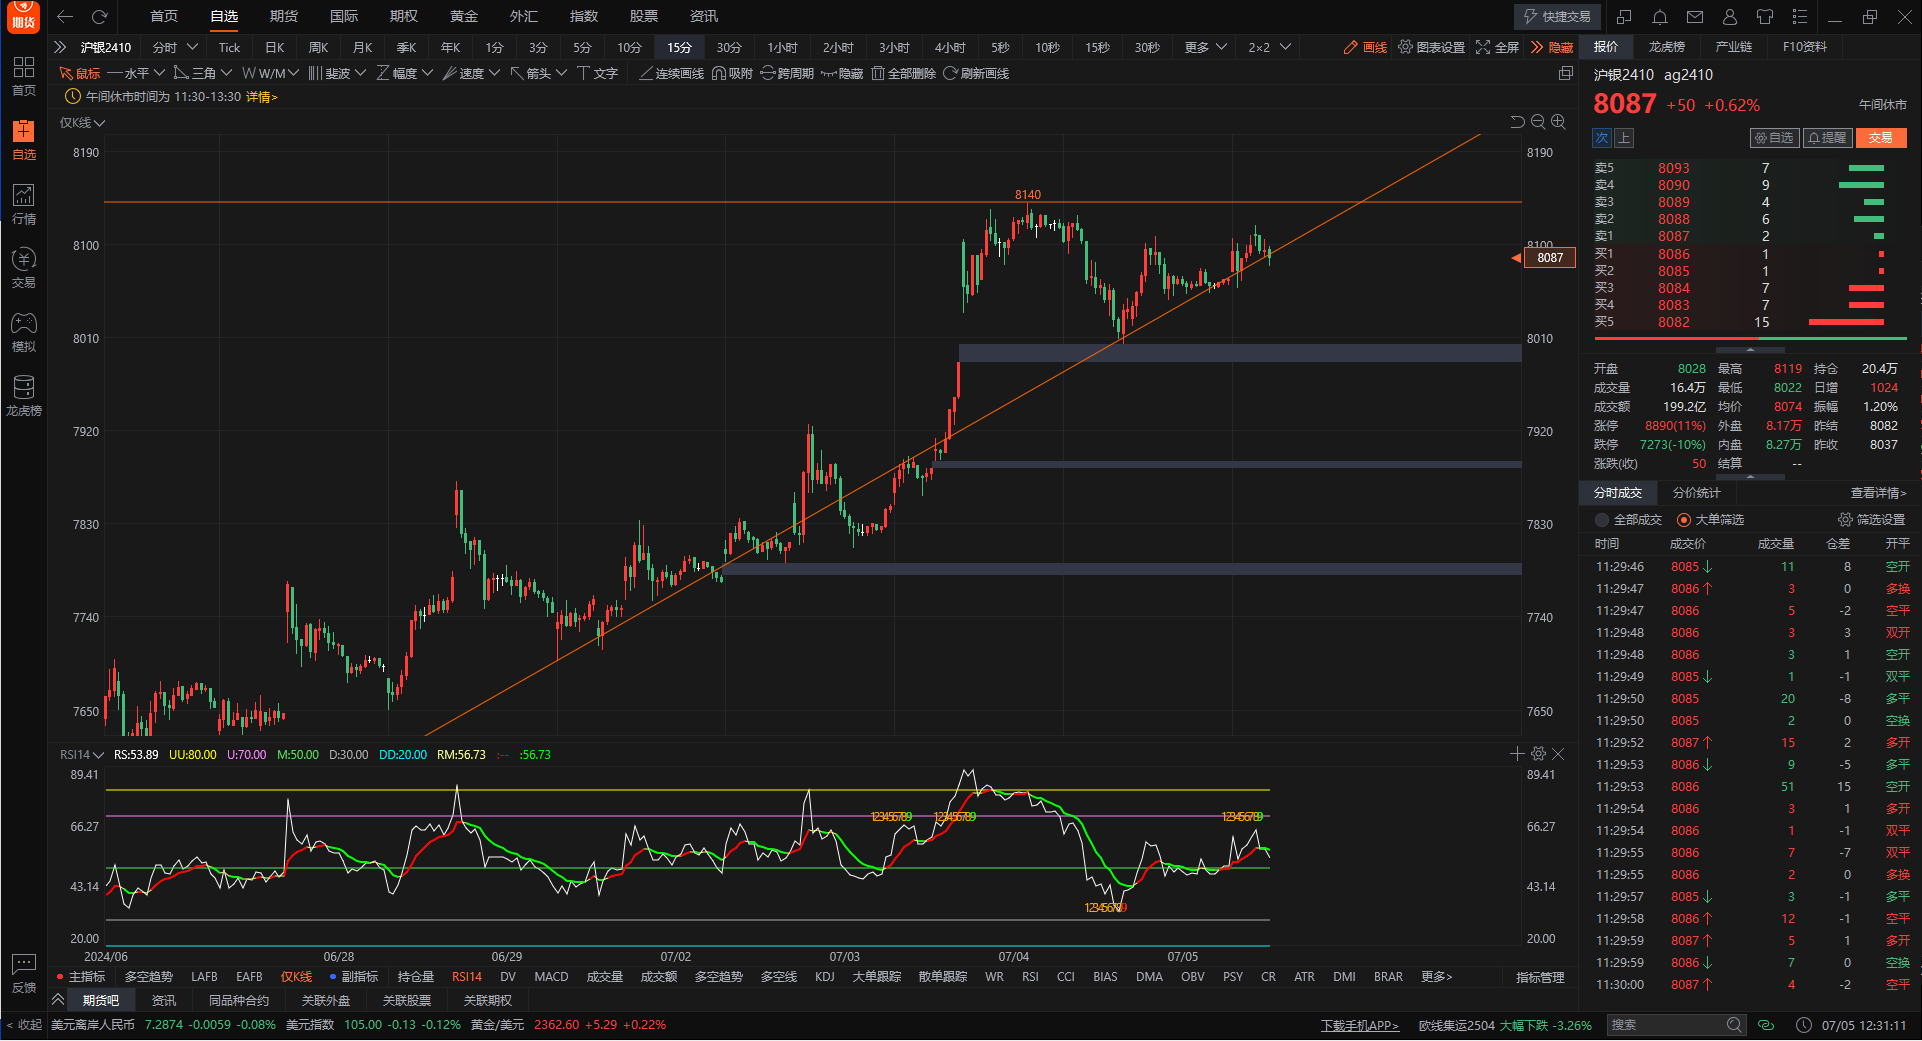 期货 首页 自选 期货 国际 期权 黄金 外汇 指数 股票 资讯 快捷交易
沪银2410 分时 Tick 日K 周K 月K 季K 年K 1分 3分 5分 10分 15分 30分 1小时 2小时 3小时 4小时 5秒 10秒 15秒 30秒 更多 2×2 画线 图表设置 全屏 隐藏 报价 龙虎榜 产业链 F10资料
鼠标 水平 三角 W/M 斐波 幅度 速度 箭头 文字 连续画线 吸附 跨周期 隐藏 全部删除 刷新画线
午间休市时间为 11:30-13:30 详情>
仅K线
首页
自选
行情
交易
模拟
龙虎榜
反馈
< 收起
8190
8100
8010
7920
7830
7740
7650
8140
8190
8100
8087
8010
7920
7830
7740
7650
RSI14 RS:53.89 UU:80.00 U:70.00 M:50.00 D:30.00 DD:20.00 RM:56.73 :-- :56.73
89.41 89.41
66.27 66.27
43.14 43.14
20.00 20.00
123456789 123456789 123456789
123456789
2024/06 06/28 06/29 07/02 07/03 07/04 07/05
主指标 多空趋势 LAFB EAFB 仅K线 副指标 持仓量 RSI14 DV MACD 成交量 成交额 多空趋势 多空线 KDJ 大单跟踪 散单跟踪 WR RSI CCI BIAS DMA OBV PSY CR ATR DMI BRAR 更多> 指标管理
期货吧 资讯 同品种合约 关联外盘 关联股票 关联期权
沪银2410 ag2410
8087 +50 +0.62% 午间休市
次 上 自选 提醒 交易
卖5 8093 7
卖4 8090 9
卖3 8089 4
卖2 8088 6
卖1 8087 2
买1 8086 1
买2 8085 1
买3 8084 7
买4 8083 7
买5 8082 15
开盘 8028 最高 8119 持仓 20.4万
成交量 16.4万 最低 8022 日增 1024
成交额 199.2亿 均价 8074 振幅 1.20%
涨停 8890(11%) 外盘 8.17万 昨结 8082
跌停 7273(-10%) 内盘 8.27万 昨收 8037
涨跌(收) 50 结算 --
分时成交 分价统计 查看详情>
全部成交 大单筛选 筛选设置
时间 成交价 成交量 仓差 开平
11:29:46 8085↓ 11 8 空开
11:29:47 8086↑ 3 0 多换
11:29:47 8086 5 -2 空平
11:29:48 8086 3 3 双开
11:29:48 8086 3 1 空开
11:29:49 8085↓ 1 -1 双平
11:29:50 8085 20 -8 多平
11:29:50 8085 2 0 空换
11:29:52 8087↑ 15 2 多开
11:29:53 8086↓ 9 -5 多平
11:29:53 8086 51 15 空开
11:29:54 8086 3 1 多开
11:29:54 8086 1 -1 双平
11:29:55 8086 7 -7 双平
11:29:55 8086 2 0 多换
11:29:57 8085↓ 3 -1 多平
11:29:58 8086↑ 12 -1 空平
11:29:59 8087↑ 5 1 多开
11:29:59 8086↓ 7 0 空换
11:30:00 8087↑ 4 -2 空平
美元离岸人民币 7.2874 -0.0059 -0.08% 美元指数 105.00 -0.13 -0.12% 黄金/美元 2362.60 +5.29 +0.22% 下载手机APP> 欧线集运2504 大幅下跌 -3.26% 搜索 07/05 12:31:11